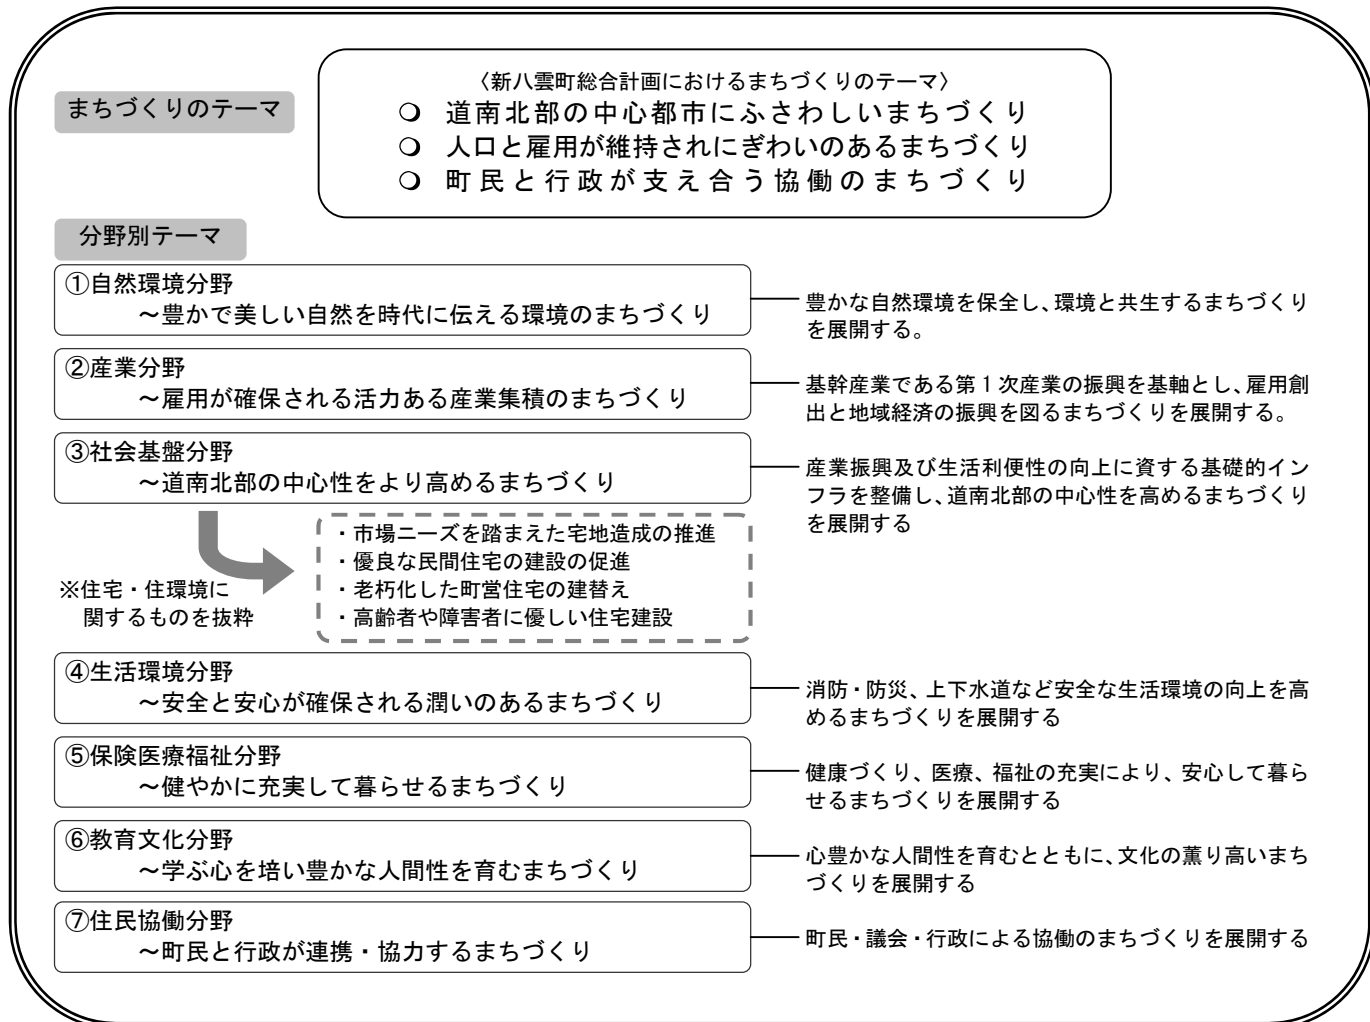 まちづくりのテーマ
〈新八雲町総合計画におけるまちづくりのテーマ〉
○ 道南北部の中心都市にふさわしいまちづくり
○ 人口と雇用が維持されにぎわいのあるまちづくり
○ 町民と行政が支え合う協働のまちづくり
分野別テーマ
①自然環境分野
～豊かで美しい自然を時代に伝える環境のまちづくり
豊かな自然環境を保全し、環境と共生するまちづくり
を展開する。
②産業分野
～雇用が確保される活力ある産業集積のまちづくり
基幹産業である第1次産業の振興を基軸とし、雇用創
出と地域経済の振興を図るまちづくりを展開する。
③社会基盤分野
～道南北部の中心性をより高めるまちづくり
産業振興及び生活利便性の向上に資する基礎的イン
フラを整備し、道南北部の中心性を高めるまちづくり
を展開する
※住宅・住環境に
関するものを抜粋
・市場ニーズを踏まえた宅地造成の推進
・優良な民間住宅の建設の促進
・老朽化した町営住宅の建替え
・高齢者や障害者に優しい住宅建設
④生活環境分野
～安全と安心が確保される潤いのあるまちづくり
消防・防災、上下水道など安全な生活環境の向上を高
めるまちづくりを展開する
⑤保険医療福祉分野
～健やかに充実して暮らせるまちづくり
健康づくり、医療、福祉の充実により、安心して暮ら
せるまちづくりを展開する
⑥教育文化分野
～学ぶ心を培い豊かな人間性を育むまちづくり
心豊かな人間性を育むとともに、文化の薫り高いまち
づくりを展開する
⑦住民協働分野
～町民と行政が連携・協力するまちづくり
町民・議会・行政による協働のまちづくりを展開する